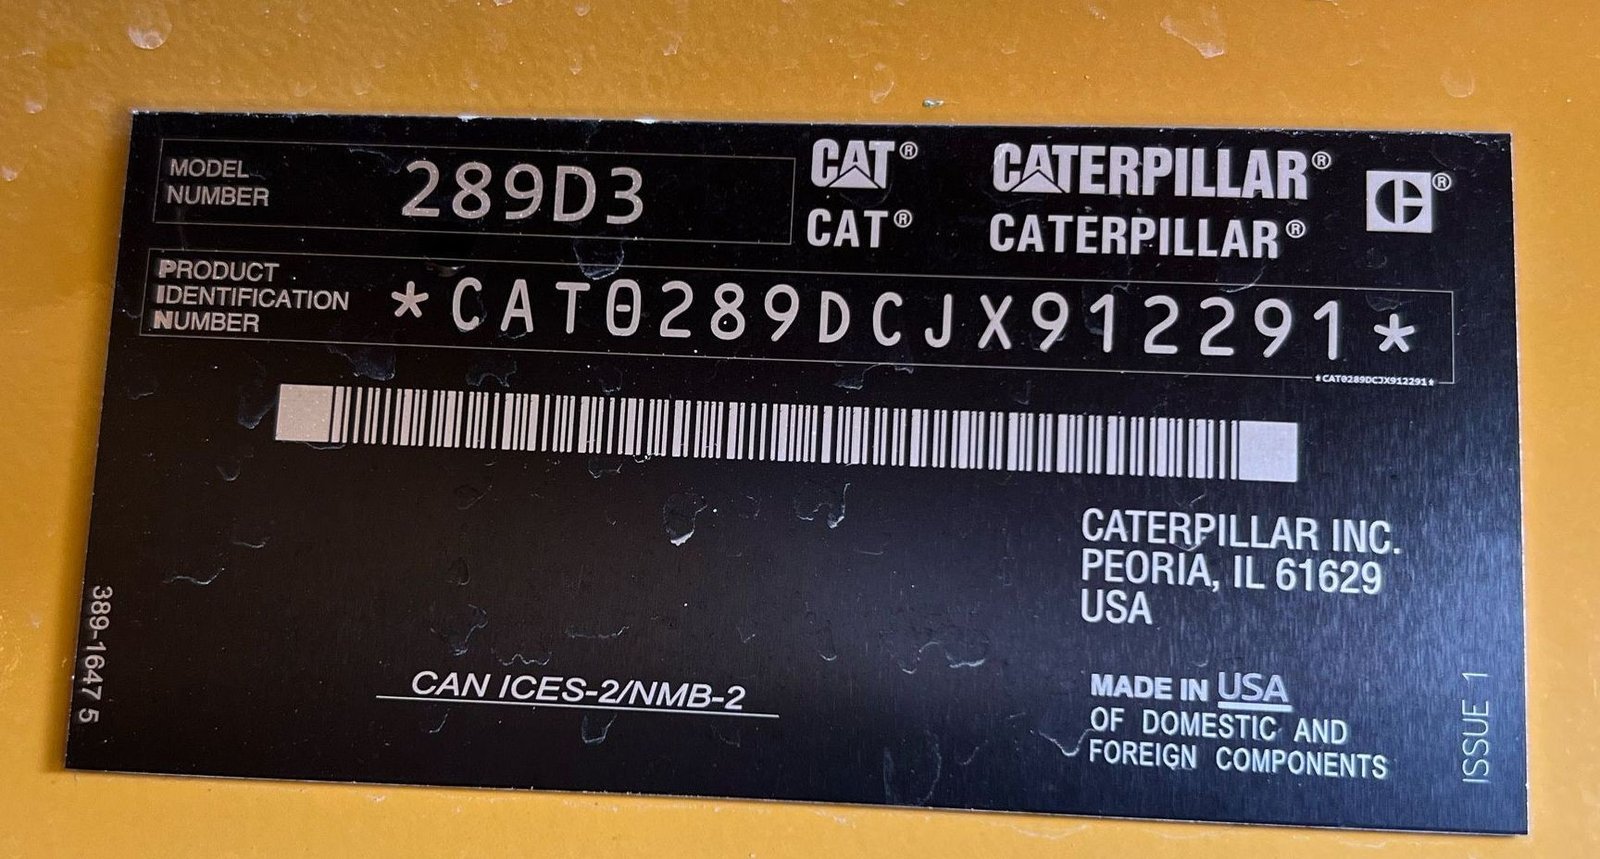 MODEL NUMBER 289D3
CAT® CATERPILLAR® C®
CAT® CATERPILLAR®
PRODUCT IDENTIFICATION NUMBER *CAT0289DCJX912291*
*CAT0289DCJX912291*
CATERPILLAR INC.
PEORIA, IL 61629
USA
389-1647 5
CAN ICES-2/NMB-2
MADE IN USA
OF DOMESTIC AND
FOREIGN COMPONENTS
ISSUE 1